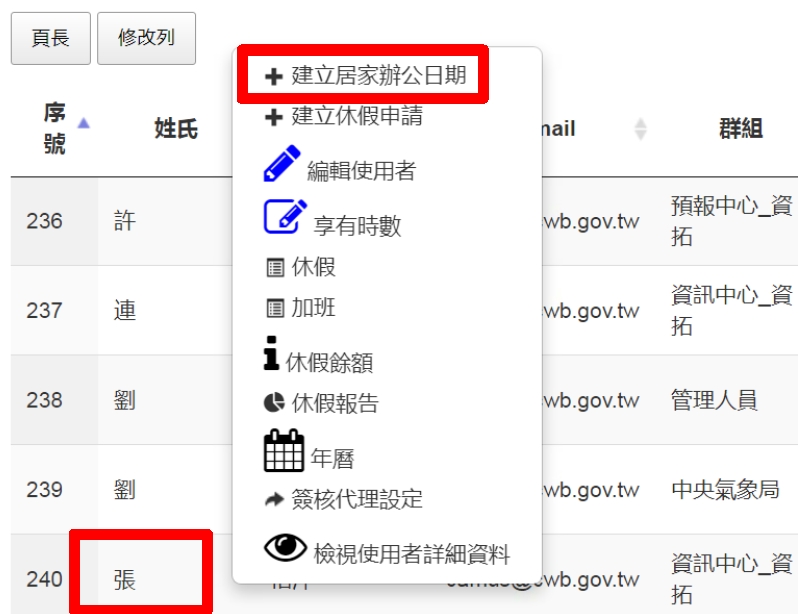 頁長 修改列
序號 姓氏 mail 群組
建立居家辦公日期
建立休假申請
編輯使用者
享有時數
休假
加班
休假餘額
休假報告
年曆
簽核代理設定
檢視使用者詳細資料
236 許 wb.gov.tw 預報中心_資
拓
237 連 wb.gov.tw 資訊中心_資
拓
238 劉 wb.gov.tw 管理人員
239 劉 wb.gov.tw 中央氣象局
240 張 wb.gov.tw 資訊中心_資
拓